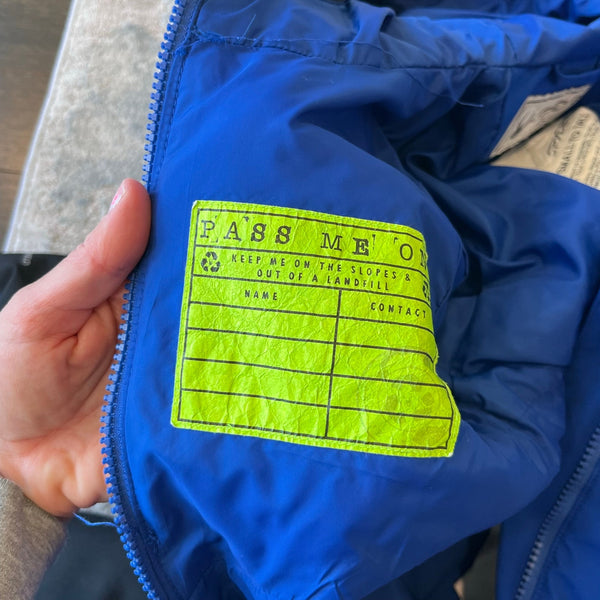 PASS ME ON
KEEP ME ON THE SLOPES &
OUT OF A LANDFILL
NAME CONTACT